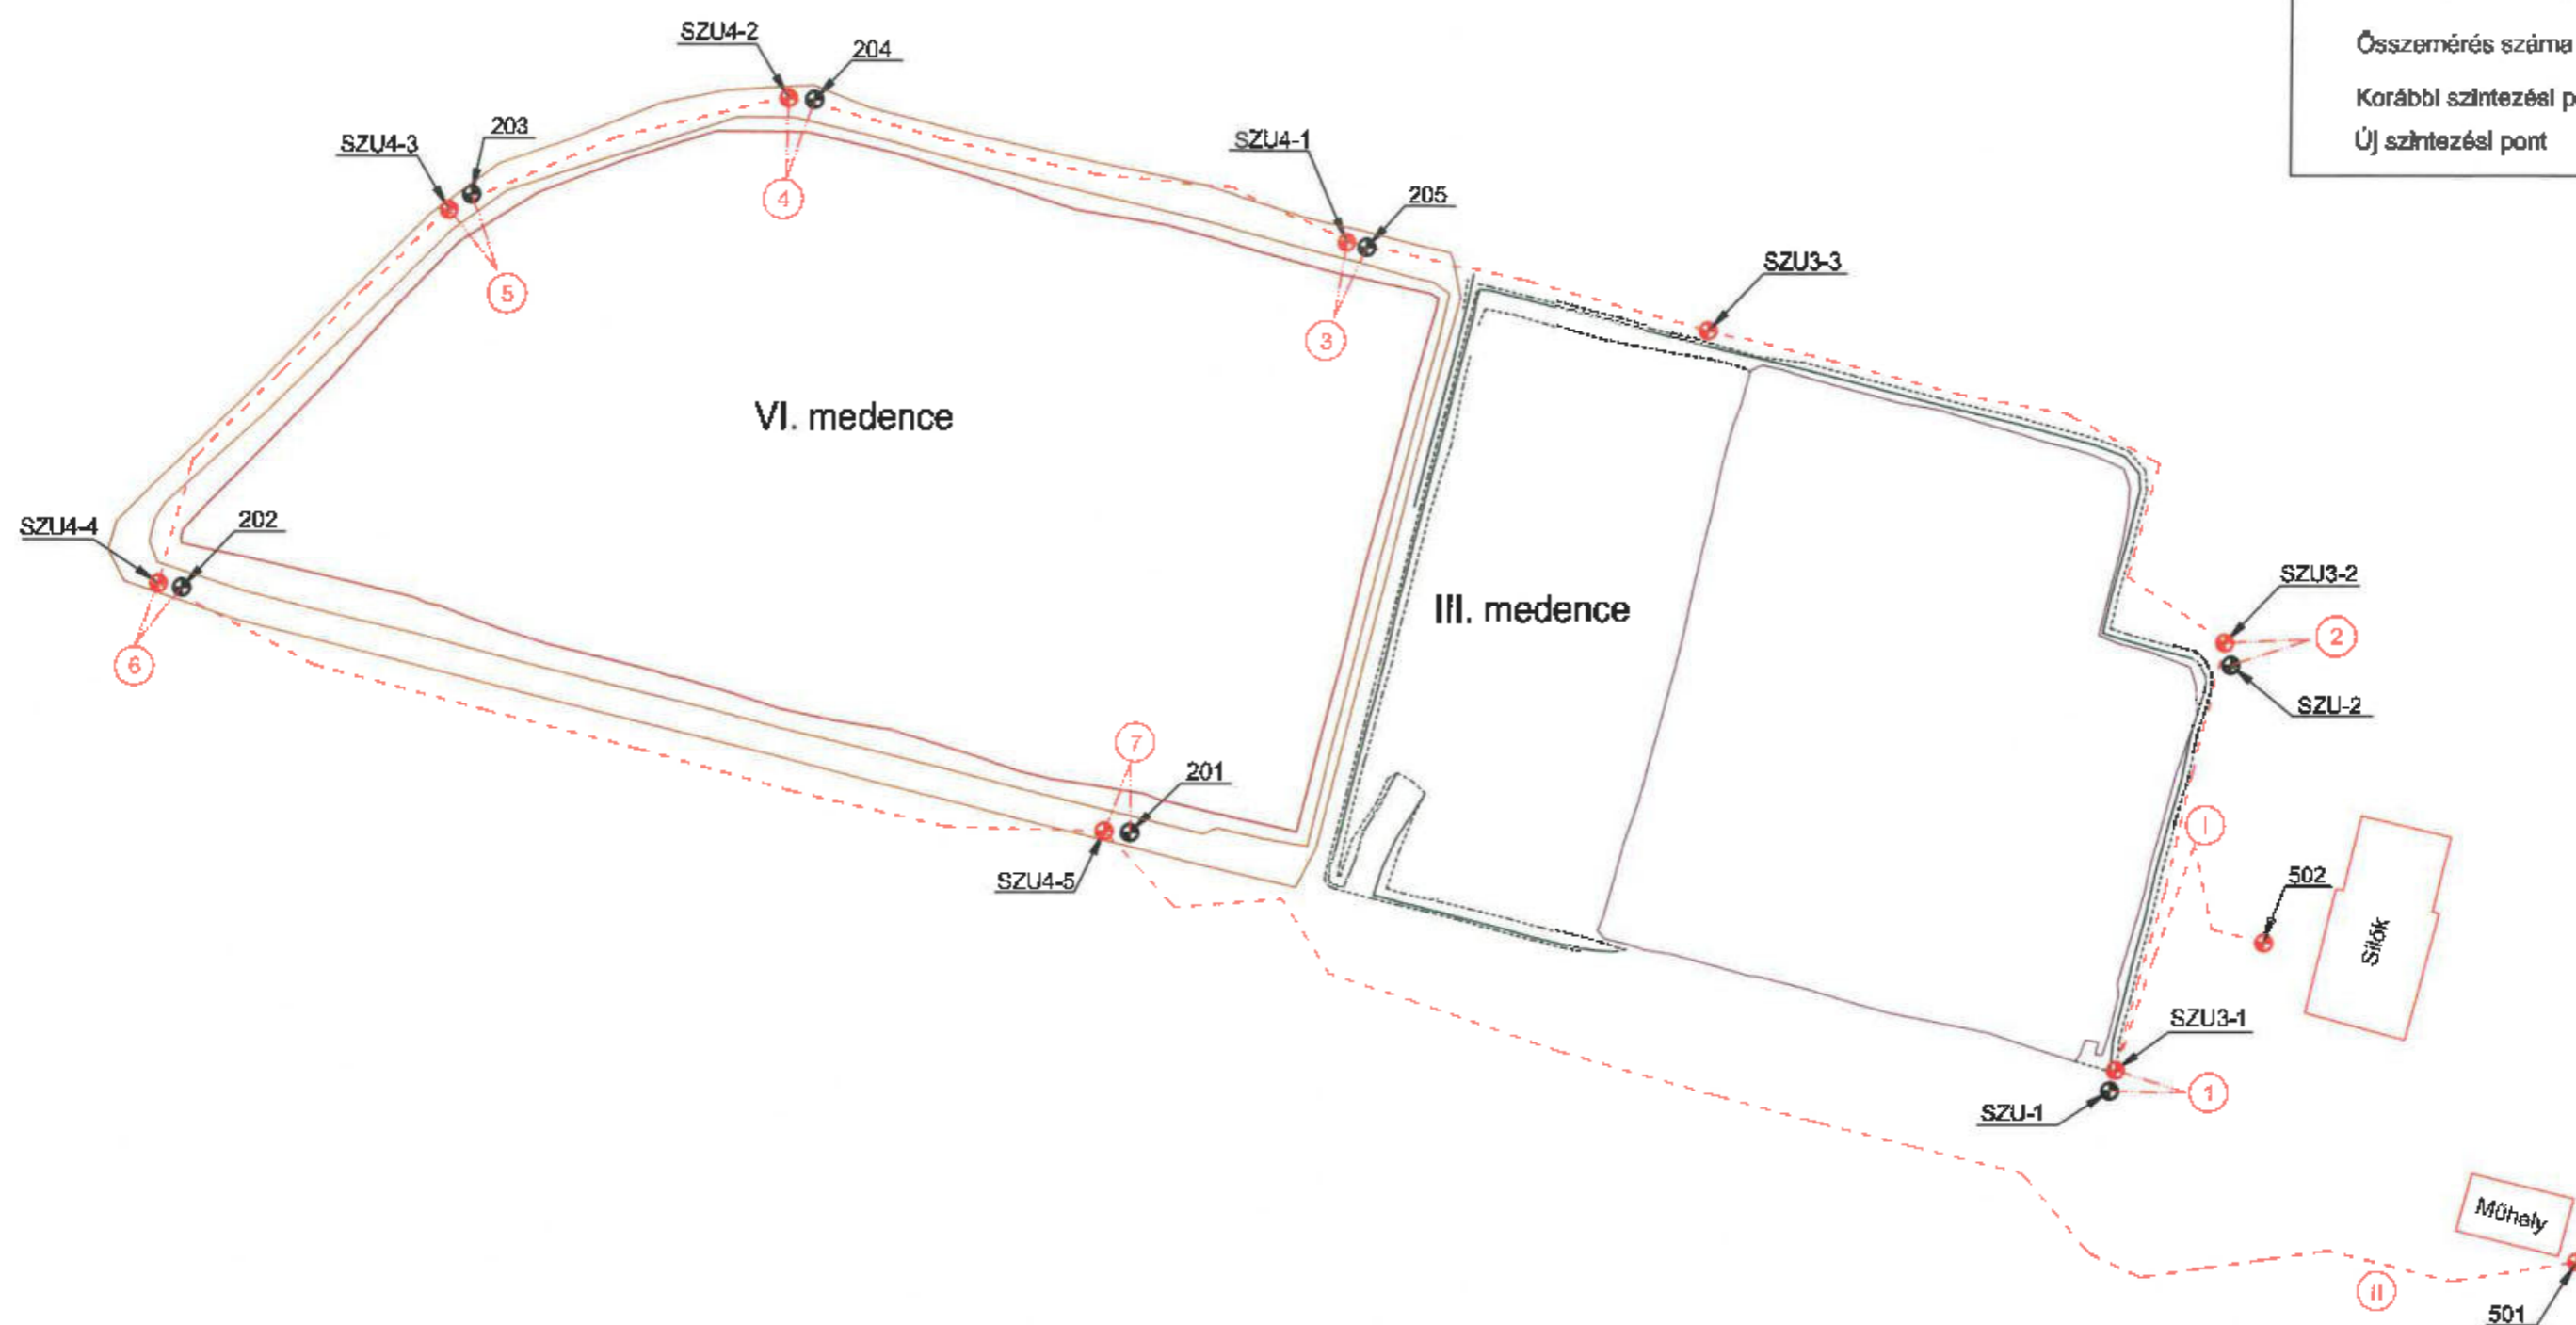 Összemérés száma
Korábbi szintezési
Új szintezési pont
SZU4-2
204
203
SZU4-3
SZU4-1
205
4
5
3
SZU3-3
VI. medence
SZU4-4
202
6
III. medence
SZU3-2
2
SZU-2
7
201
SZU4-5
I
502
Silók
SZU3-1
1
SZU-1
Műhely
II
501